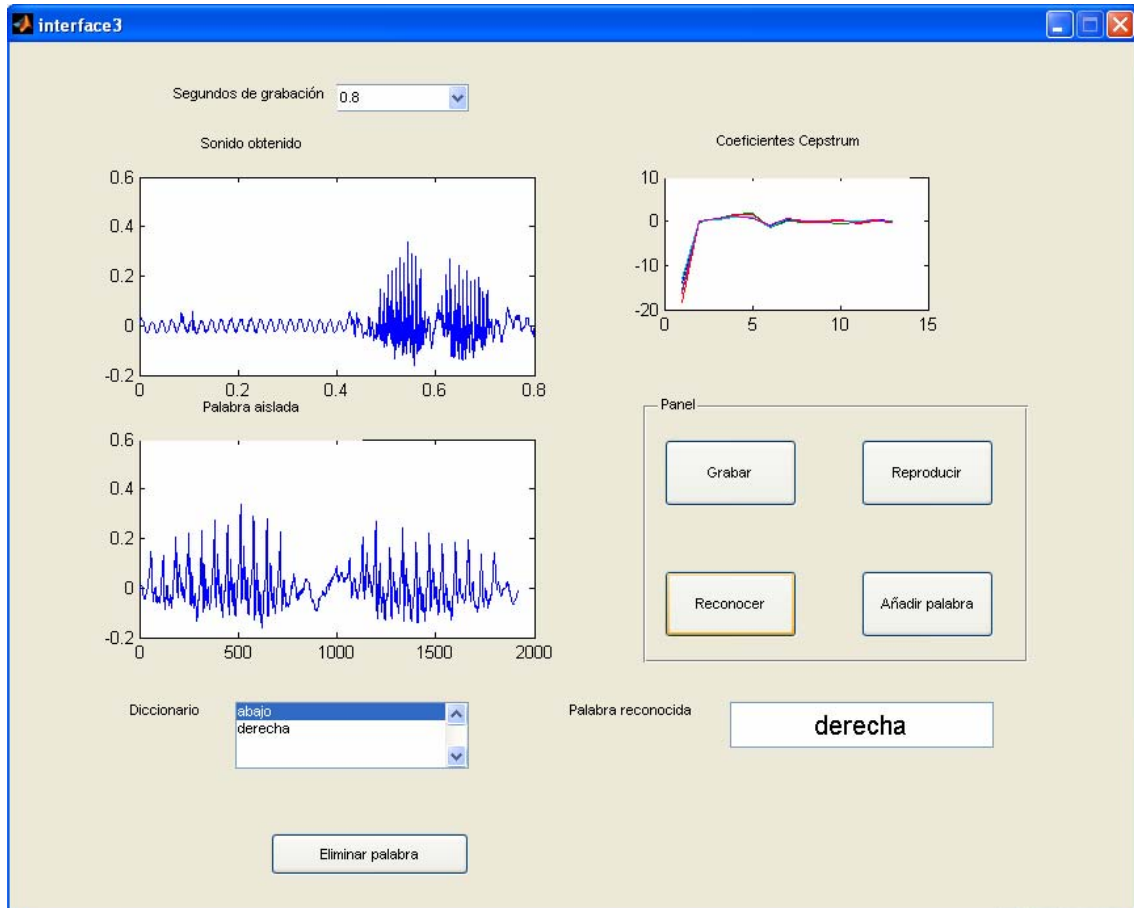 interface3
Segundos de grabación 0.8
Sonido obtenido
0.6
0.4
0.2
0
-0.2
0 0.2 0.4 0.6 0.8
Coeficientes Cepstrum
10
0
-10
-20
0 5 10 15
Palabra aislada
0.6
0.4
0.2
0
-0.2
0 500 1000 1500 2000
Panel
Grabar Reproducir
Reconocer Añadir palabra
Diccionario
abajo
derecha
Palabra reconocida derecha
Eliminar palabra